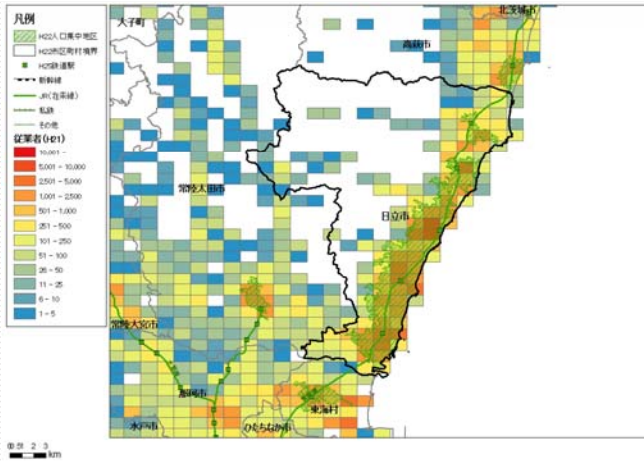 凡例
H22人口集中地区
H22市区町村境界
H25鉄道駅
新幹線
JR(在来線)
私鉄
その他
従業者(H21)
10,001 -
5,001 - 10,000
2,501 - 5,000
1,001 - 2,500
501 - 1,000
251 - 500
101 - 250
51 - 100
26 - 50
11 - 25
6 - 10
1 - 5
大子町
北茨城市
高萩市
常陸太田市
日立市
常陸大宮市
那珂市
東海村
水戸市
ひたちなか市
2 3
km